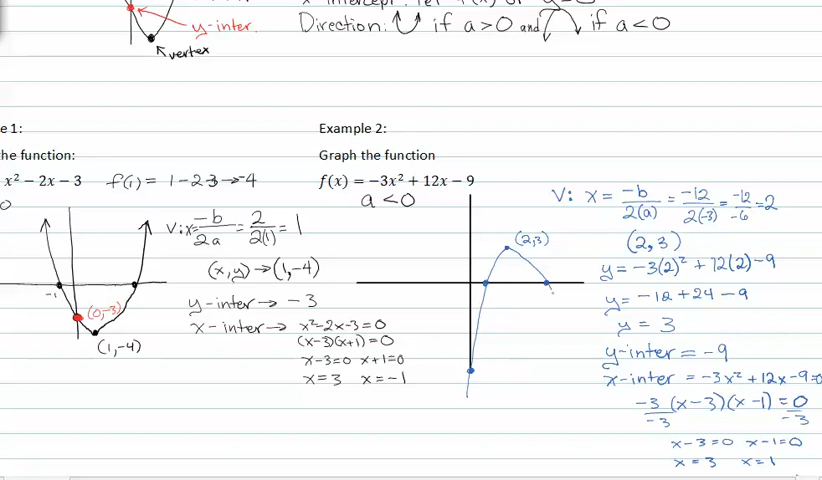 y-inter.
vertex
Direction: if a>0 and if a<0
e 1:
the function:
x² − 2x − 3
f(1) = 1-2-3→-4
0
V: x= -b/2a = 2/2(1) = 1
(x,y)→(1,-4)
y-inter → -3
x-inter → x²-2x-3=0
(x-3)(x+1)=0
x-3=0 x+1=0
x=3 x=-1
-1
(0,-3)
(1,-4)
Example 2:
Graph the function
f(x) = −3x² + 12x − 9
a<0
(2,3)
V: x = -b/2(a) = -12/2(-3) = -12/-6 = 2
(2, 3)
y = -3(2)² + 12(2) -9
y = -12 + 24 - 9
y = 3
y-inter = -9
x-inter = -3x² + 12x - 9 = 0
-3(x-3)(x-1) = 0
-3 -3
x-3=0 x-1=0
x=3 x=1